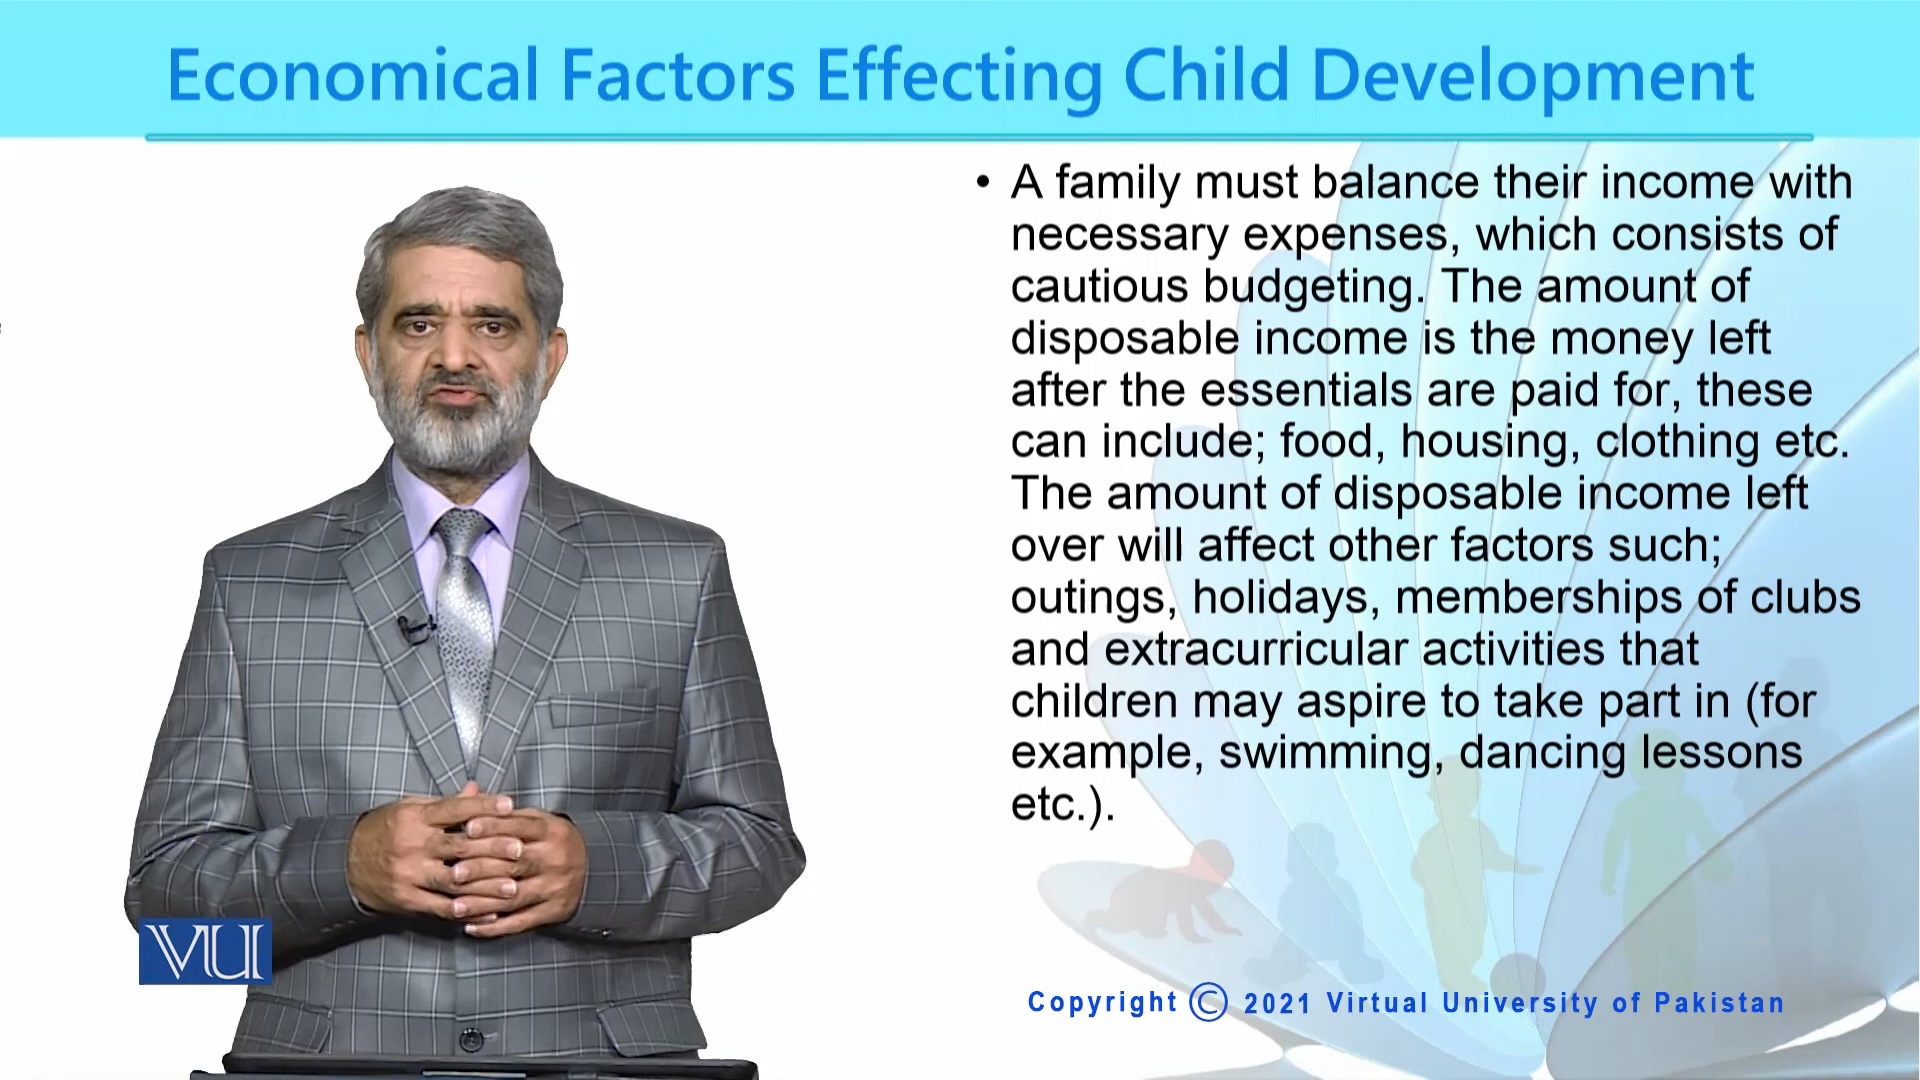 Economical Factors Effecting Child Development
• A family must balance their income with
necessary expenses, which consists of
cautious budgeting. The amount of
disposable income is the money left
after the essentials are paid for, these
can include; food, housing, clothing etc.
The amount of disposable income left
over will affect other factors such;
outings, holidays, memberships of clubs
and extracurricular activities that
children may aspire to take part in (for
example, swimming, dancing lessons
etc.).
VU
Copyright © 2021 Virtual University of Pakistan